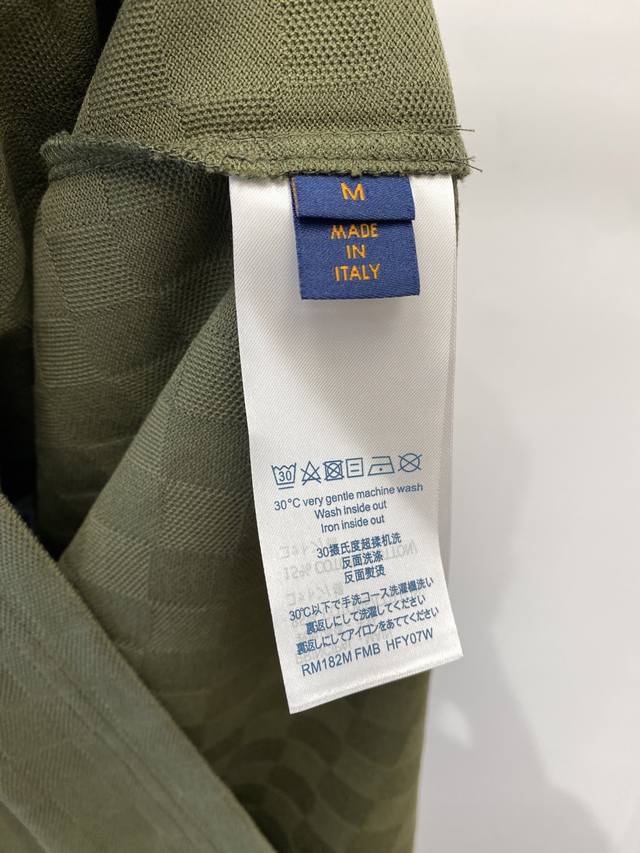 M
MADE
IN
ITALY
30
30°C very gentle machine wash
Wash inside out
Iron inside out
30摄氏度超揉机洗
反面洗涤
反面熨烫
30℃以下で手洗コース洗濯機洗い
裏返しにして洗濯してください
裏返しにしてアイロンをあててください
RM182M FMB HFY07W